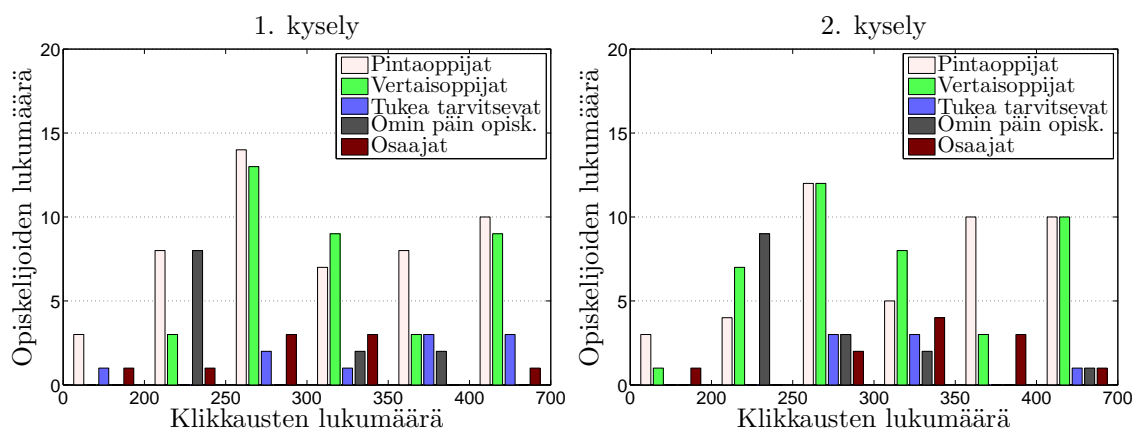 1. kysely
20
15
10
5
0
Opiskelijoiden lukumäärä
Pintaoppijat
Vertaisoppijat
Tukea tarvitsevat
Omin päin opisk.
Osaajat
0 200 250 300 350 400 700
Klikkausten lukumäärä
2. kysely
20
15
10
5
0
Opiskelijoiden lukumäärä
Pintaoppijat
Vertaisoppijat
Tukea tarvitsevat
Omin päin opisk.
Osaajat
0 200 250 300 350 400 700
Klikkausten lukumäärä